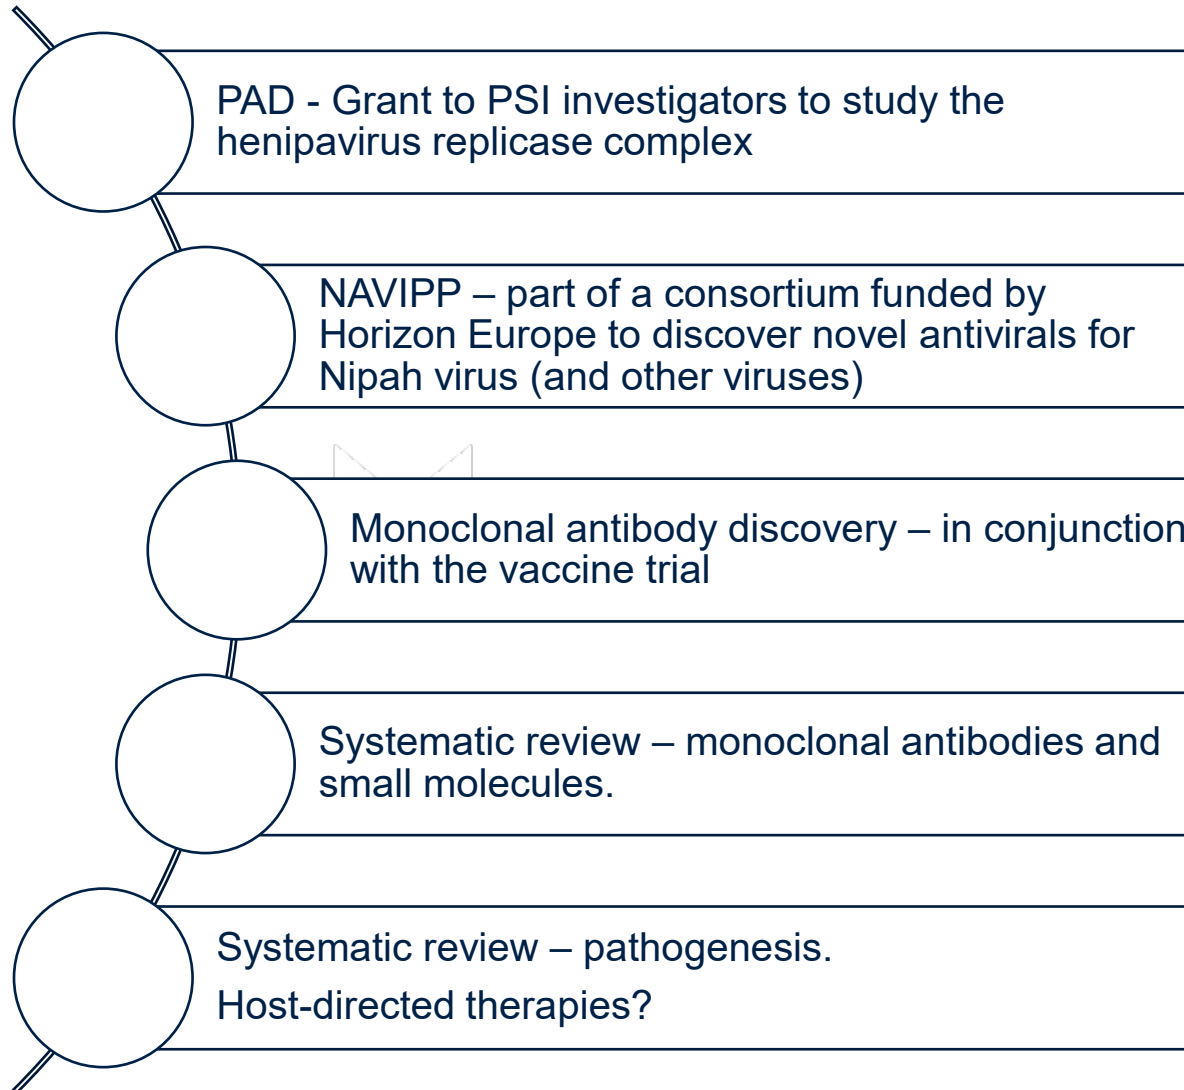 PAD - Grant to PSI investigators to study the
henipavirus replicase complex
NAVIPP – part of a consortium funded by
Horizon Europe to discover novel antivirals for
Nipah virus (and other viruses)
Monoclonal antibody discovery – in conjunction
with the vaccine trial
Systematic review – monoclonal antibodies and
small molecules.
Systematic review – pathogenesis.
Host-directed therapies?